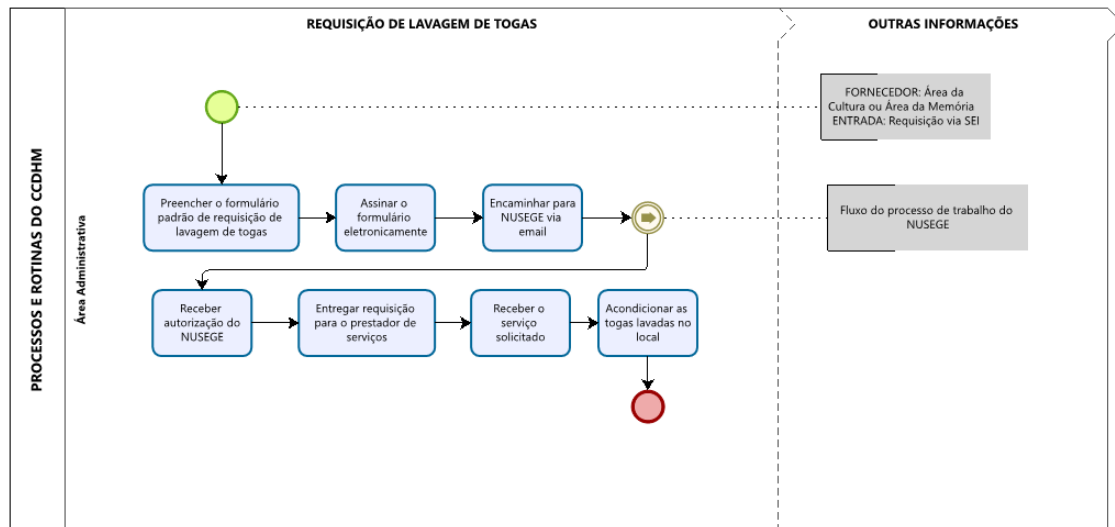 REQUISIÇÃO DE LAVAGEM DE TOGAS
OUTRAS INFORMAÇÕES
PROCESSOS E ROTINAS DO CCDHM
Área Administrativa
FORNECEDOR: Área da
Cultura ou Área da Memória
ENTRADA: Requisição via SEI
Preencher o formulário
padrão de requisição de
lavagem de togas
Assinar o
formulário
eletronicamente
Encaminhar para
NUSEGE via
email
Fluxo do processo de trabalho do
NUSEGE
Receber
autorização do
NUSEGE
Entregar requisição
para o prestador de
serviços
Receber o
serviço
solicitado
Acondicionar as
togas lavadas no
local